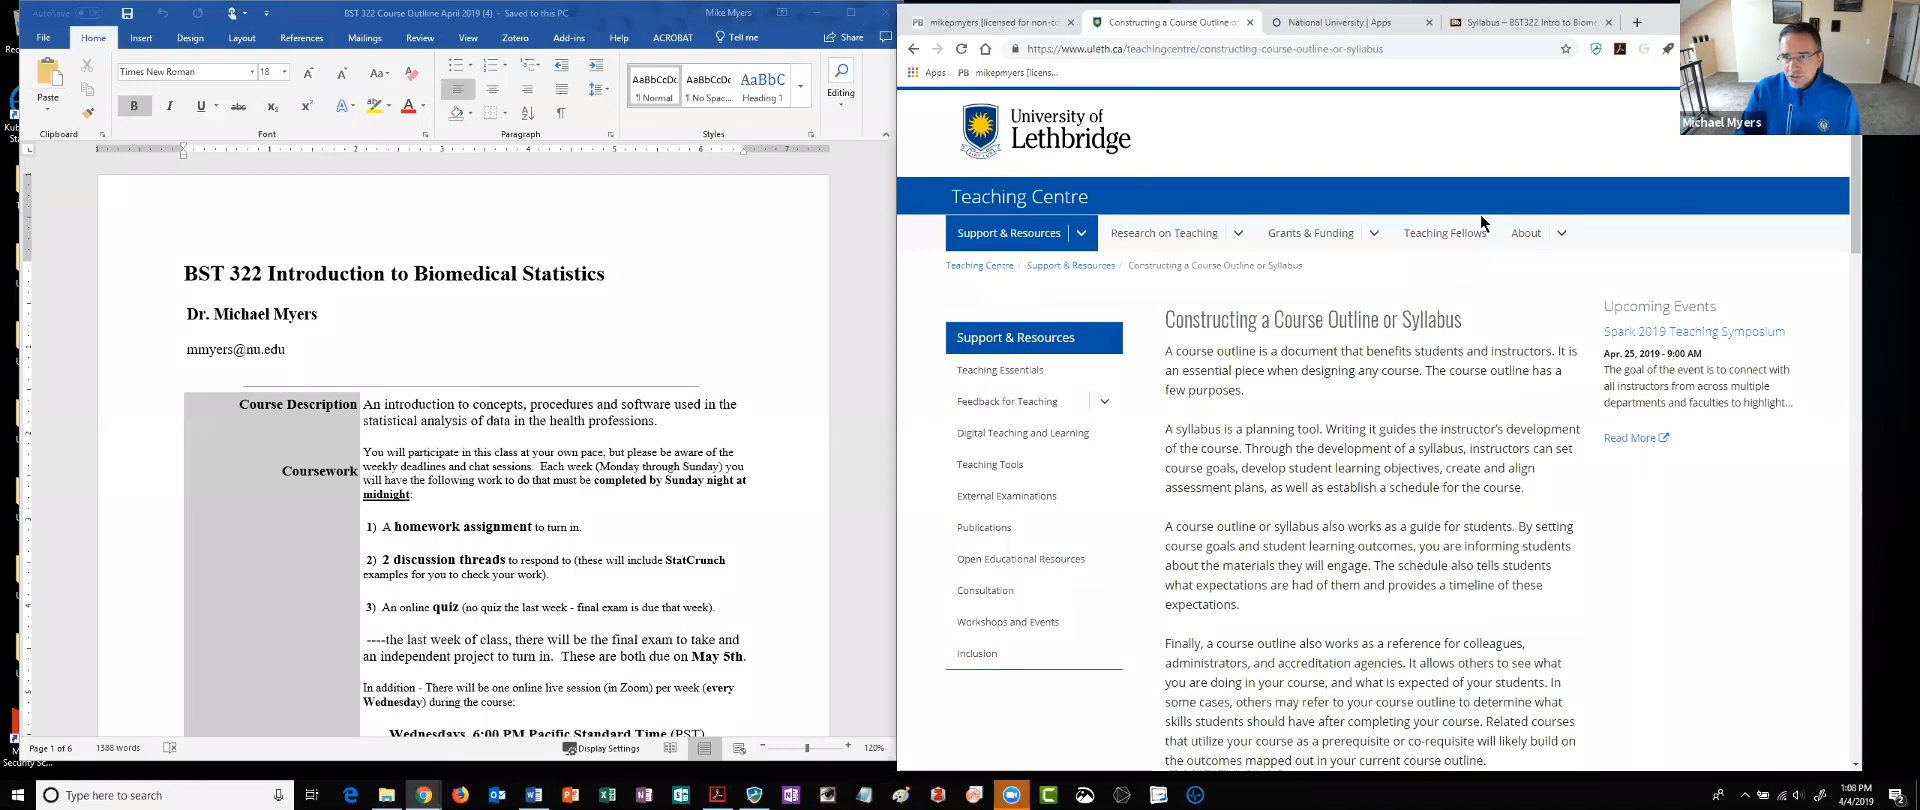 AutoSave
BST 322 Course Outline April 2019 (4) - Saved to this PC
Mike Myers
File Home Insert Design Layout References Mailings Review View Zotero Add-ins Help ACROBAT Tell me Share
Paste
Times New Roman 18
AaBbCcDc AaBbCcDc AaBbCc
¶ Normal ¶ No Spac... Heading 1
Editing
Clipboard Font Paragraph Styles
BST 322 Introduction to Biomedical Statistics
Dr. Michael Myers
mmyers@nu.edu
Course Description An introduction to concepts, procedures and software used in the
statistical analysis of data in the health professions.
Coursework
You will participate in this class at your own pace, but please be aware of the
weekly deadlines and chat sessions. Each week (Monday through Sunday) you
will have the following work to do that must be completed by Sunday night at
midnight:
1) A homework assignment to turn in.
2) 2 discussion threads to respond to (these will include StatCrunch
examples for you to check your work).
3) An online quiz (no quiz the last week - final exam is due that week).
----the last week of class, there will be the final exam to take and
an independent project to turn in. These are both due on May 5th.
In addition - There will be one online live session (in Zoom) per week (every
Wednesday) during the course:
Wednesdays, 6:00 PM Pacific Standard Time (PST)
Page 1 of 6 1388 words Display Settings 120%
mikepmyers [licensed for non-co
Constructing a Course Outline o
National University | Apps
Syllabus – BST322 Intro to Biome
https://www.uleth.ca/teachingcentre/constructing-course-outline-or-syllabus
Apps
mikepmyers [licens...
Michael Myers
University of
Lethbridge
Teaching Centre
Support & Resources Research on Teaching Grants & Funding Teaching Fellows About
Teaching Centre / Support & Resources / Constructing a Course Outline or Syllabus
Support & Resources
Teaching Essentials
Feedback for Teaching
Digital Teaching and Learning
Teaching Tools
External Examinations
Publications
Open Educational Resources
Consultation
Workshops and Events
Inclusion
Constructing a Course Outline or Syllabus
A course outline is a document that benefits students and instructors. It is
an essential piece when designing any course. The course outline has a
few purposes.
A syllabus is a planning tool. Writing it guides the instructor's development
of the course. Through the development of a syllabus, instructors can set
course goals, develop student learning objectives, create and align
assessment plans, as well as establish a schedule for the course.
A course outline or syllabus also works as a guide for students. By setting
course goals and student learning outcomes, you are informing students
about the materials they will engage. The schedule also tells students
what expectations are had of them and provides a timeline of these
expectations.
Finally, a course outline also works as a reference for colleagues,
administrators, and accreditation agencies. It allows others to see what
you are doing in your course, and what is expected of your students. In
some cases, others may refer to your course outline to determine what
skills students should have after completing your course. Related courses
that utilize your course as a prerequisite or co-requisite will likely build on
the outcomes mapped out in your current course outline.
Upcoming Events
Spark 2019 Teaching Symposium
Apr. 25, 2019 - 9:00 AM
The goal of the event is to connect with
all instructors from across multiple
departments and faculties to highlight...
Read More
Security Sc...
Type here to search
1:08 PM
4/4/2019